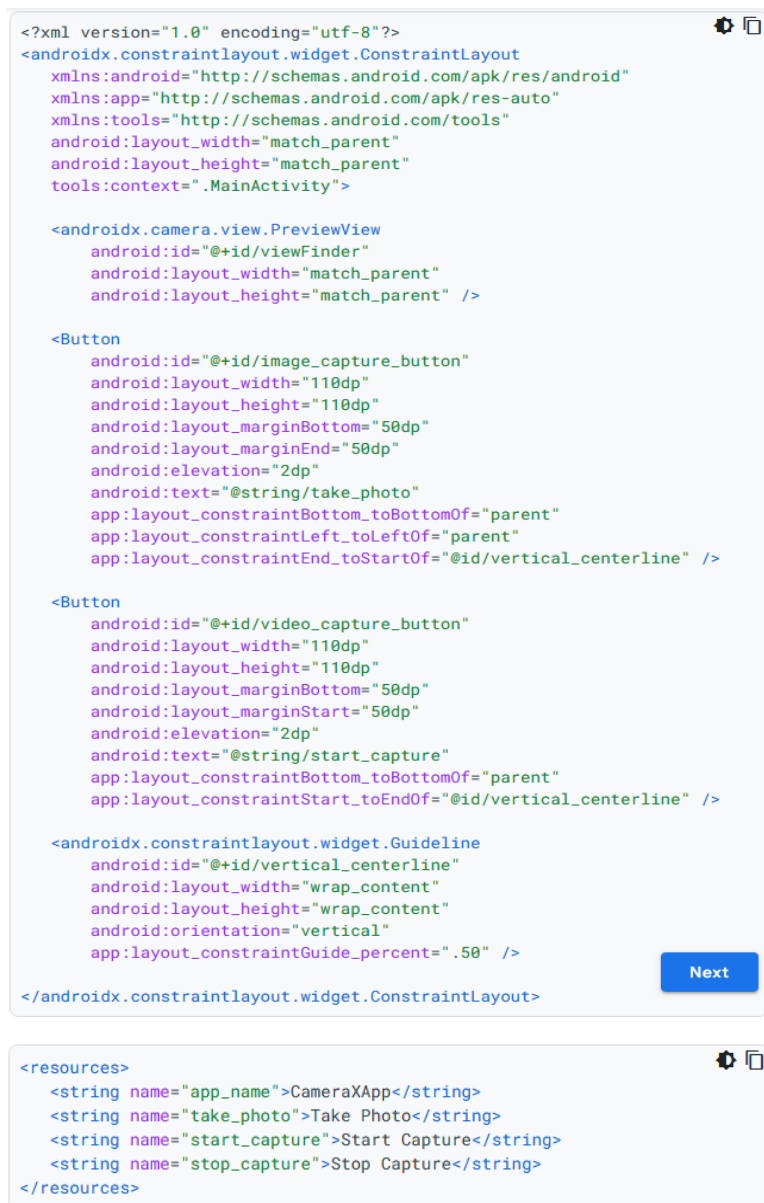 <?xml version="1.0" encoding="utf-8"?>
<androidx.constraintlayout.widget.ConstraintLayout
   xmlns:android="http://schemas.android.com/apk/res/android"
   xmlns:app="http://schemas.android.com/apk/res-auto"
   xmlns:tools="http://schemas.android.com/tools"
   android:layout_width="match_parent"
   android:layout_height="match_parent"
   tools:context=".MainActivity">

   <androidx.camera.view.PreviewView
       android:id="@+id/viewFinder"
       android:layout_width="match_parent"
       android:layout_height="match_parent" />

   <Button
       android:id="@+id/image_capture_button"
       android:layout_width="110dp"
       android:layout_height="110dp"
       android:layout_marginBottom="50dp"
       android:layout_marginEnd="50dp"
       android:elevation="2dp"
       android:text="@string/take_photo"
       app:layout_constraintBottom_toBottomOf="parent"
       app:layout_constraintLeft_toLeftOf="parent"
       app:layout_constraintEnd_toStartOf="@id/vertical_centerline" />

   <Button
       android:id="@+id/video_capture_button"
       android:layout_width="110dp"
       android:layout_height="110dp"
       android:layout_marginBottom="50dp"
       android:layout_marginStart="50dp"
       android:elevation="2dp"
       android:text="@string/start_capture"
       app:layout_constraintBottom_toBottomOf="parent"
       app:layout_constraintStart_toEndOf="@id/vertical_centerline" />

   <androidx.constraintlayout.widget.Guideline
       android:id="@+id/vertical_centerline"
       android:layout_width="wrap_content"
       android:layout_height="wrap_content"
       android:orientation="vertical"
       app:layout_constraintGuide_percent=".50" />

Next
</androidx.constraintlayout.widget.ConstraintLayout>

<resources>
   <string name="app_name">CameraXApp</string>
   <string name="take_photo">Take Photo</string>
   <string name="start_capture">Start Capture</string>
   <string name="stop_capture">Stop Capture</string>
</resources>